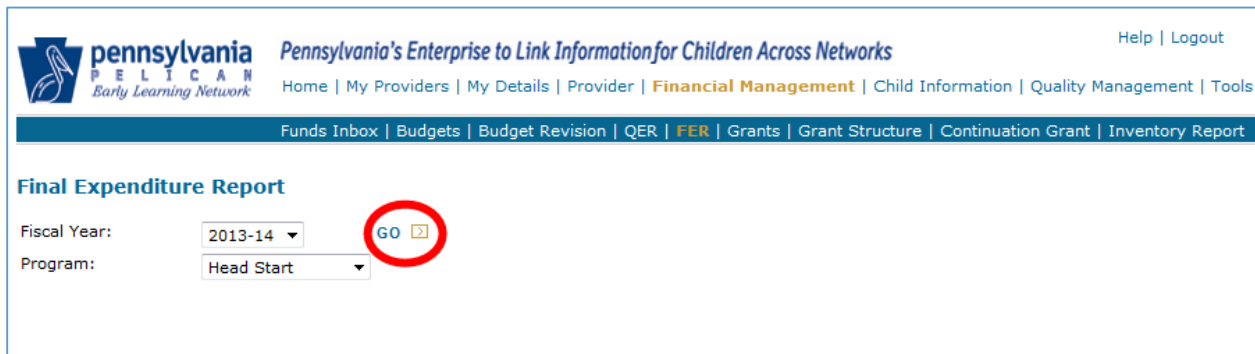 pennsylvania
PELICAN
Early Learning Network
Pennsylvania's Enterprise to Link Information for Children Across Networks
Help | Logout
Home | My Providers | My Details | Provider | Financial Management | Child Information | Quality Management | Tools
Funds Inbox | Budgets | Budget Revision | QER | FER | Grants | Grant Structure | Continuation Grant | Inventory Report
Final Expenditure Report
Fiscal Year: 2013-14 GO
Program: Head Start